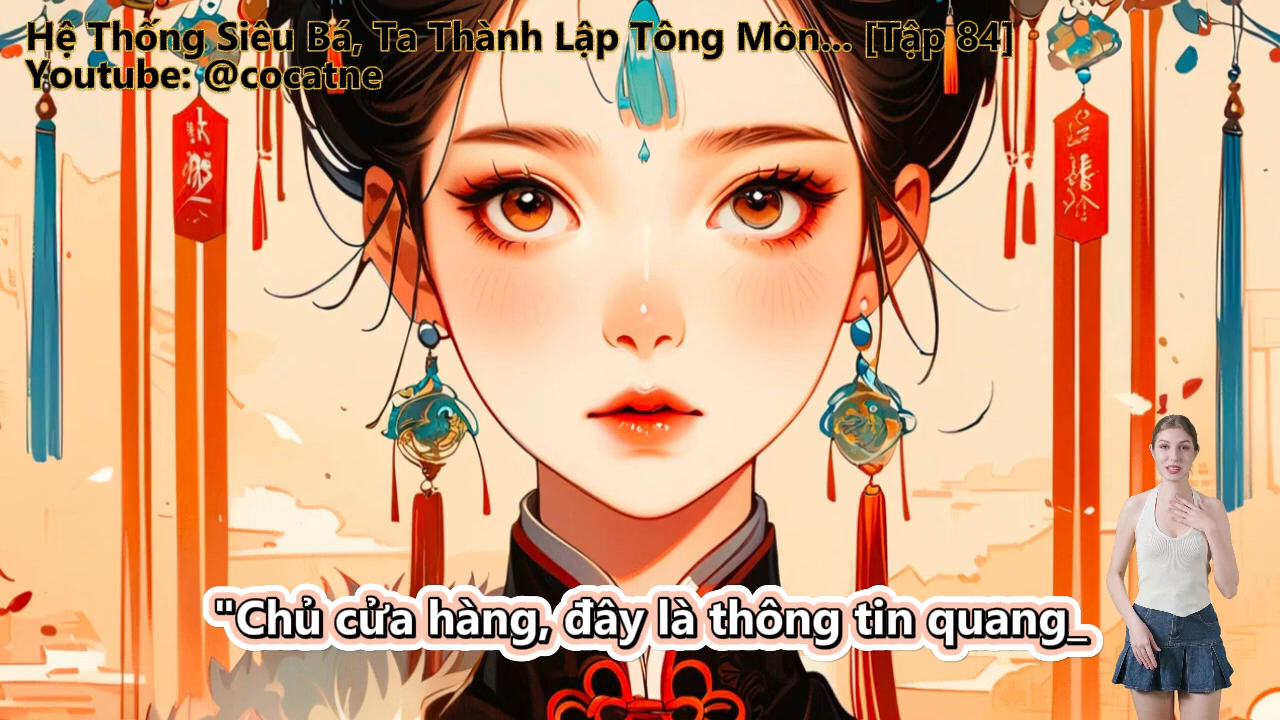 Hệ Thống Siêu Bá, Ta Thành Lập Tông Môn... [Tập 84]
Youtube: @cocatne
"Chủ cửa hàng, đây là thông tin quang_